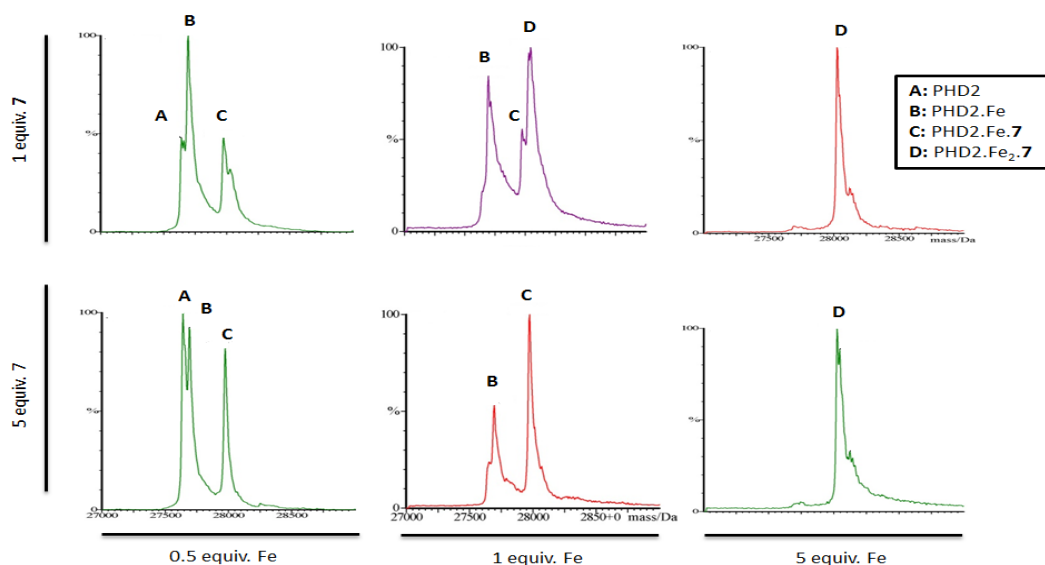 B
A
C
100
%
0
1 equiv. 7
D
B
C
100
%
0
D
100
%
0
27500
28000
28500
mass/Da
A: PHD2
B: PHD2.Fe
C: PHD2.Fe.7
D: PHD2.Fe₂.7
A
B
C
100
%
0
27000
27500
28000
28500
5 equiv. 7
C
B
100
%
0
27000
27500
28000
2850+0 mass/Da
D
100
%
0
0.5 equiv. Fe
1 equiv. Fe
5 equiv. Fe